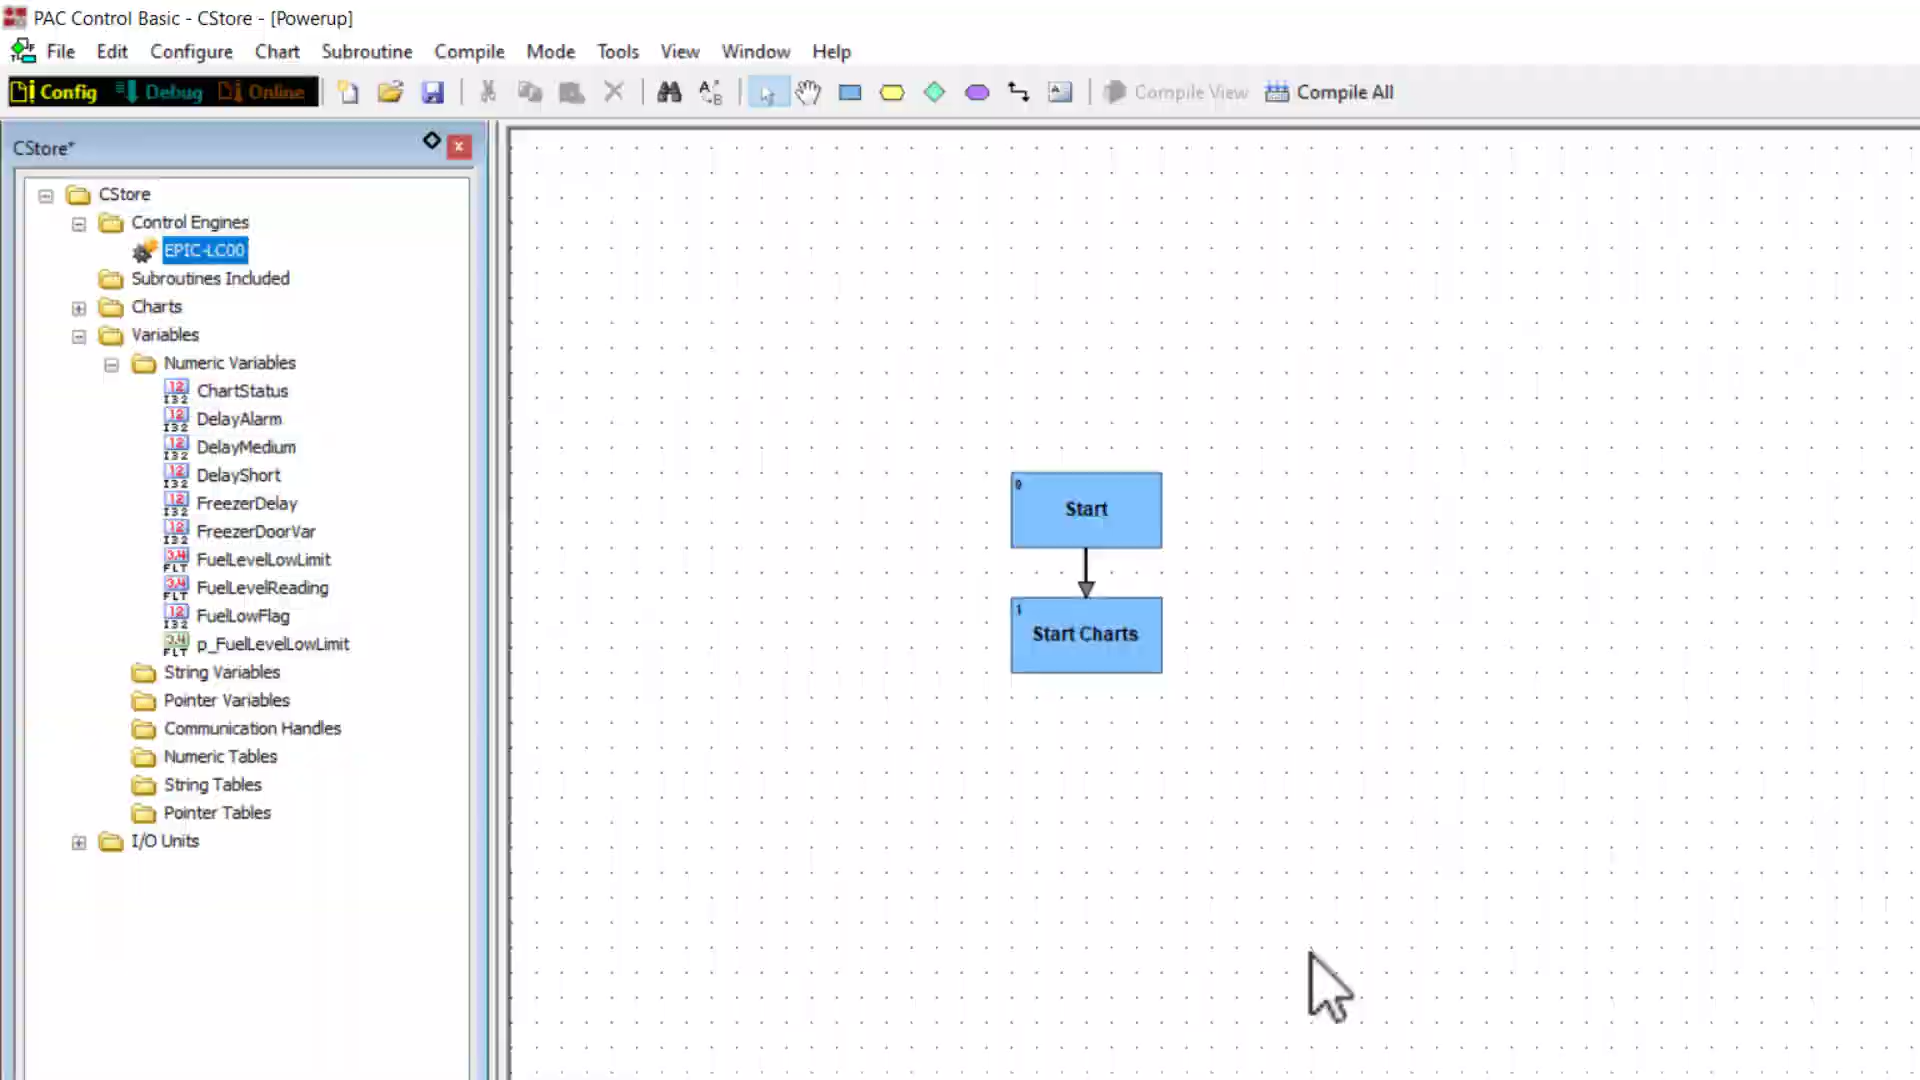 PAC Control Basic - CStore - [Powerup]
File Edit Configure Chart Subroutine Compile Mode Tools View Window Help
Config Debug Online Compile View Compile All
CStore*
CStore
Control Engines
EPIC-LC00
Subroutines Included
Charts
Variables
Numeric Variables
ChartStatus
DelayAlarm
DelayMedium
DelayShort
FreezerDelay
FreezerDoorVar
FuelLevelLowLimit
FuelLevelReading
FuelLowFlag
p_FuelLevelLowLimit
String Variables
Pointer Variables
Communication Handles
Numeric Tables
String Tables
Pointer Tables
I/O Units
0
Start
1
Start Charts